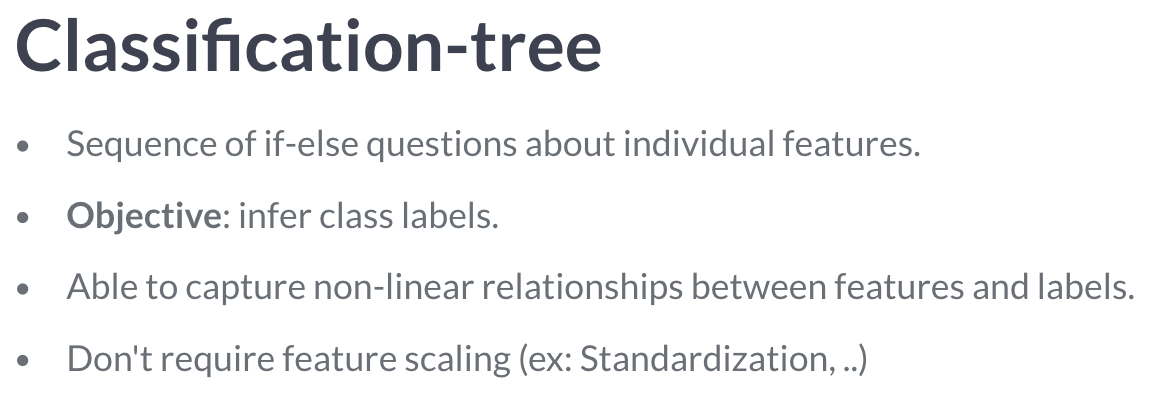 Classification-tree
• Sequence of if-else questions about individual features.
• Objective: infer class labels.
• Able to capture non-linear relationships between features and labels.
• Don't require feature scaling (ex: Standardization, ..)